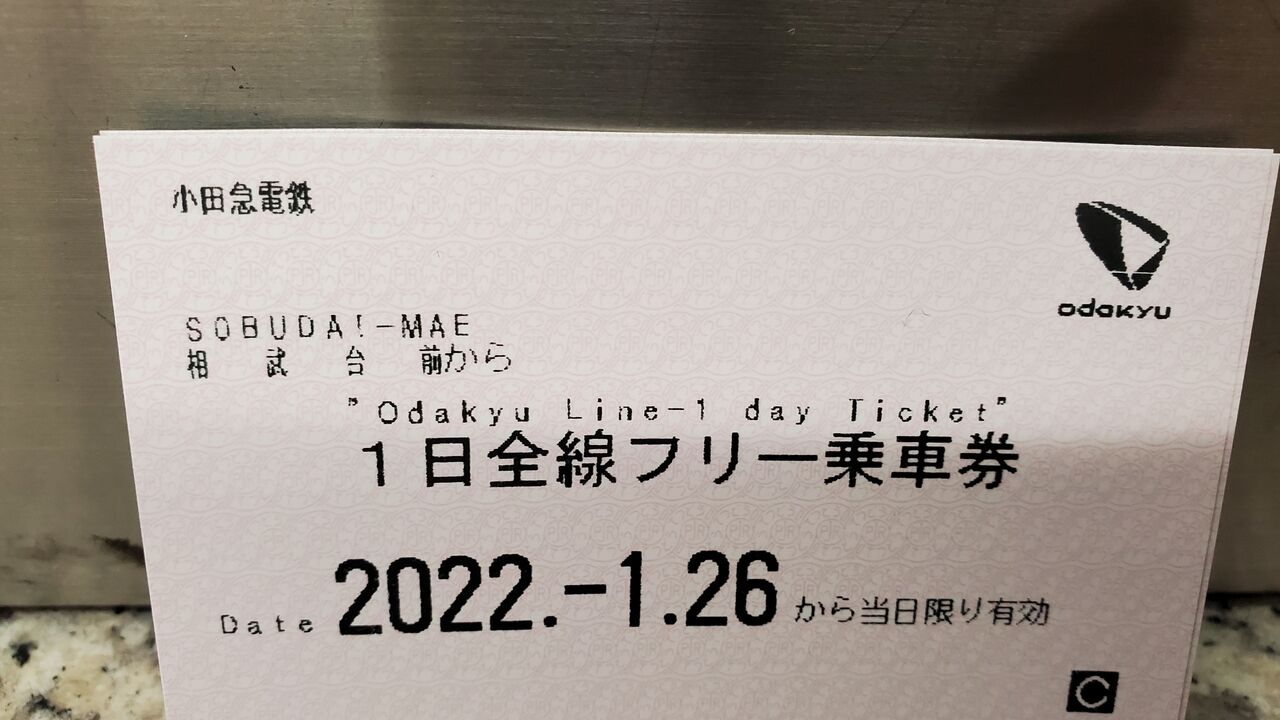 小田急電鉄
odakyu
SOBUDAI-MAE
相武台前から
"Odakyu Line-1 day Ticket"
1日全線フリー乗車券
Date 2022.-1.26から当日限り有効
C